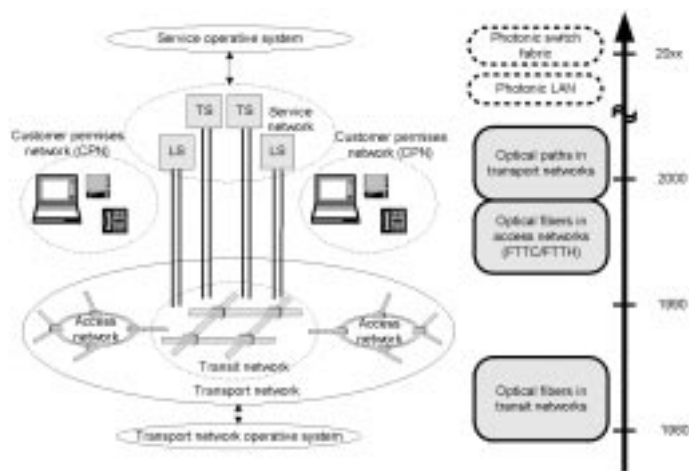 Service operative system
TS
TS
Service
network
LS
LS
Customer permises
network (CPN)
Customer permises
network (CPN)
Access
network
Access
network
Transit network
Transport network
Transport network operative system
Photonic switch
fabric
Photonic LAN
Optical paths in
transport networks
Optical fibers in
access networks
(FTTC/FTTH)
Optical fibers in
transit networks
20xx
2000
1990
1980